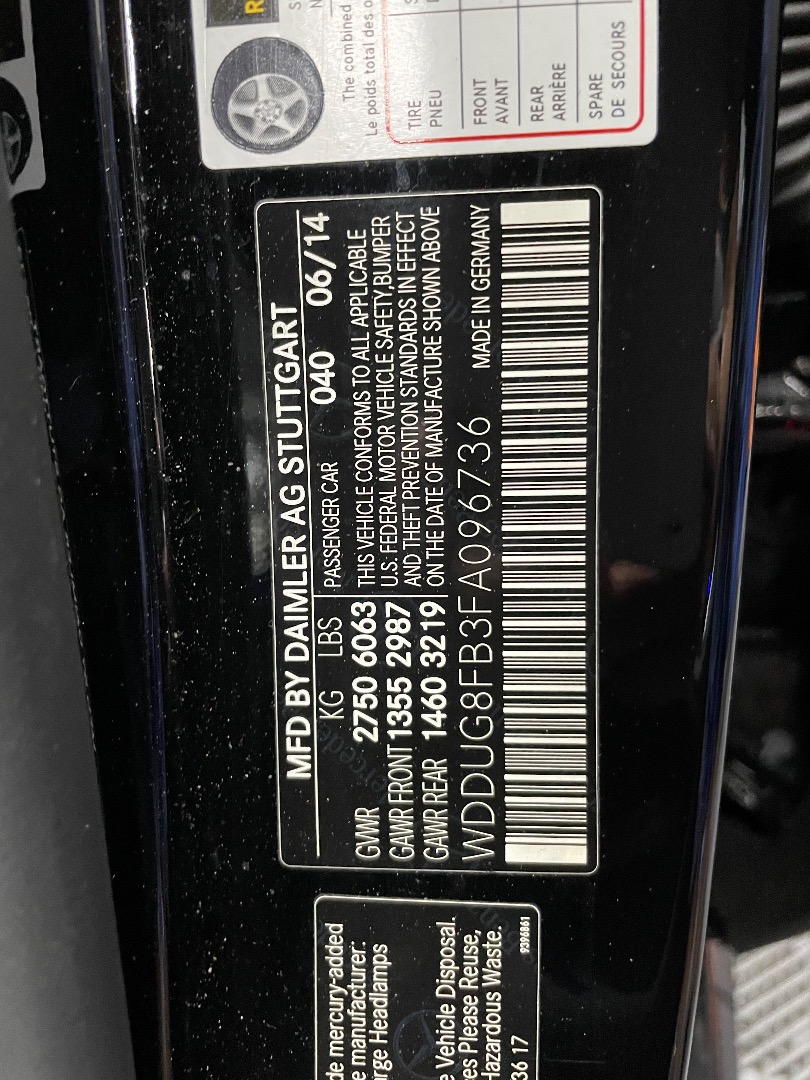 MFD BY DAIMLER AG STUTTGART
KG LBS PASSENGER CAR 040 06/14
GVWR 2750 6063 THIS VEHICLE CONFORMS TO ALL APPLICABLE
U.S. FEDERAL MOTOR VEHICLE SAFETY,BUMPER
GAWR FRONT 1355 2987 AND THEFT PREVENTION STANDARDS IN EFFECT
GAWR REAR 1460 3219 ON THE DATE OF MANUFACTURE SHOWN ABOVE
WDDUG8FB3FA096736 MADE IN GERMANY
The combined
Le poids total des o
TIRE
PNEU
FRONT
AVANT
REAR
ARRIÈRE
SPARE
DE SECOURS
de mercury-added
e manufacturer:
rge Headlamps
e Vehicle Disposal.
es Please Reuse,
Hazardous Waste.
36 17
9396861